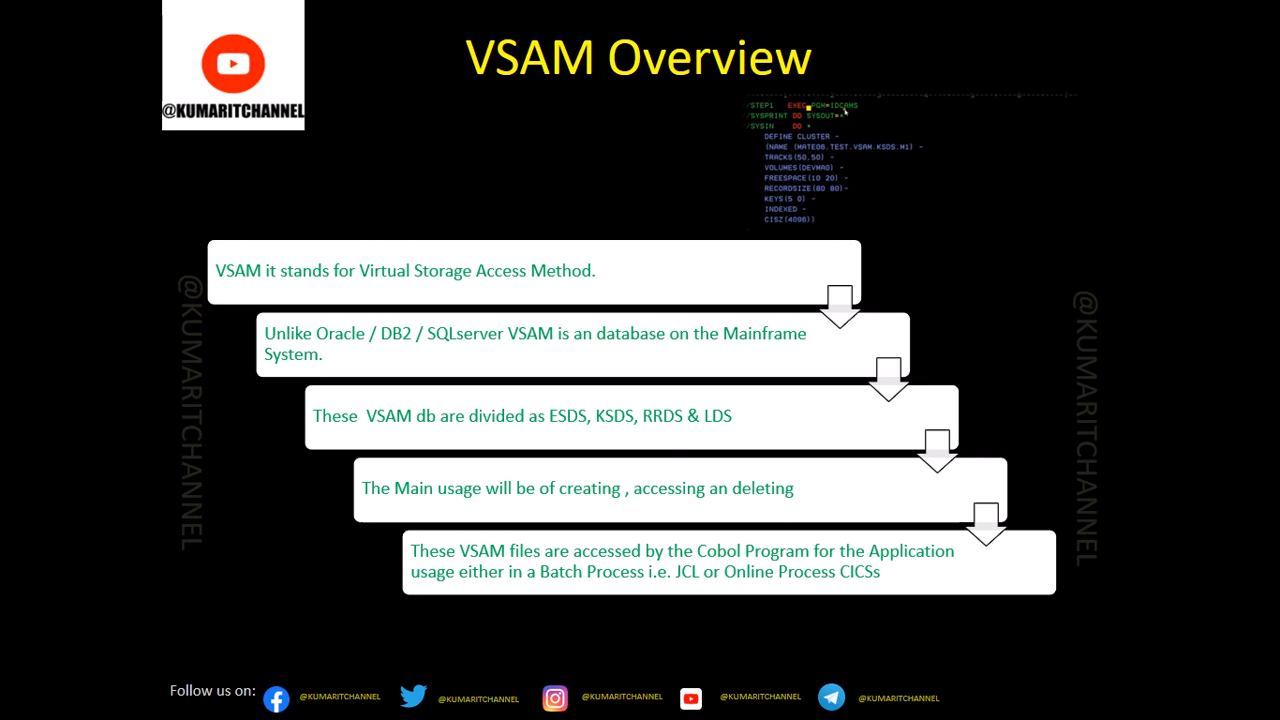 @KUMARITCHANNEL
VSAM Overview
/STEP1 EXEC PGM=IDCAMS
/SYSPRINT DD SYSOUT=*
/SYSIN DD *
DEFINE CLUSTER -
(NAME (MATE06.TEST.VSAM.KSDS.M1) -
TRACKS(50,50) -
VOLUMES(DEVMA0) -
FREESPACE(10 20) -
RECORDSIZE(80 80)-
KEYS(5 0) -
INDEXED -
CISZ(4096))
VSAM it stands for Virtual Storage Access Method.
Unlike Oracle / DB2 / SQLserver VSAM is an database on the Mainframe
System.
These VSAM db are divided as ESDS, KSDS, RRDS & LDS
The Main usage will be of creating , accessing an deleting
These VSAM files are accessed by the Cobol Program for the Application
usage either in a Batch Process i.e. JCL or Online Process CICSs
@KUMARITCHANNEL
@KUMARITCHANNEL
Follow us on:
@KUMARITCHANNEL
@KUMARITCHANNEL
@KUMARITCHANNEL
@KUMARITCHANNEL
@KUMARITCHANNEL